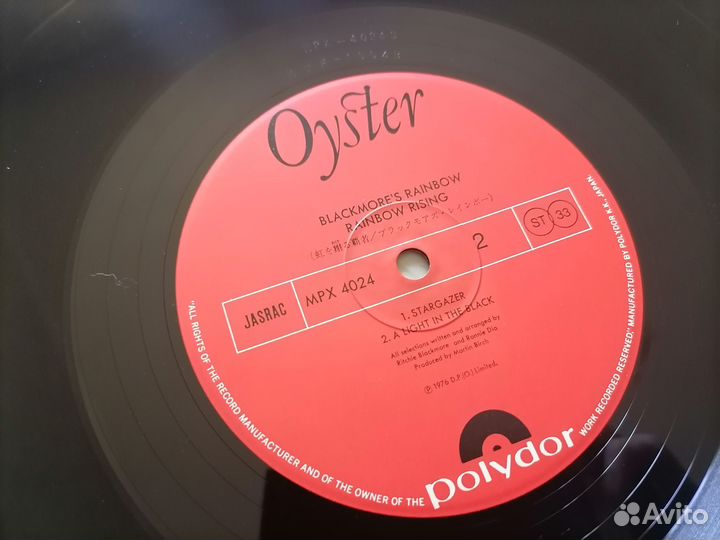 Oyster
BLACKMORE'S RAINBOW
RAINBOW RISING
(虹を翔る覇者/ブラックモアズ・レインボー)
ST 33
JASRAC MPX 4024 2
1. STARGAZER
2. A LIGHT IN THE BLACK
All selections written and arranged by
Ritchie Blackmore and Ronnie Dio
Produced by Martin Birch
Ⓟ 1976 D.P.(O.) Limited.
polydor
"ALL RIGHTS OF THE RECORD MANUFACTURER AND OF THE OWNER OF THE WORK RECORDED RESERVED;" MANUFACTURED BY POLYDOR K.K., JAPAN.
Avito